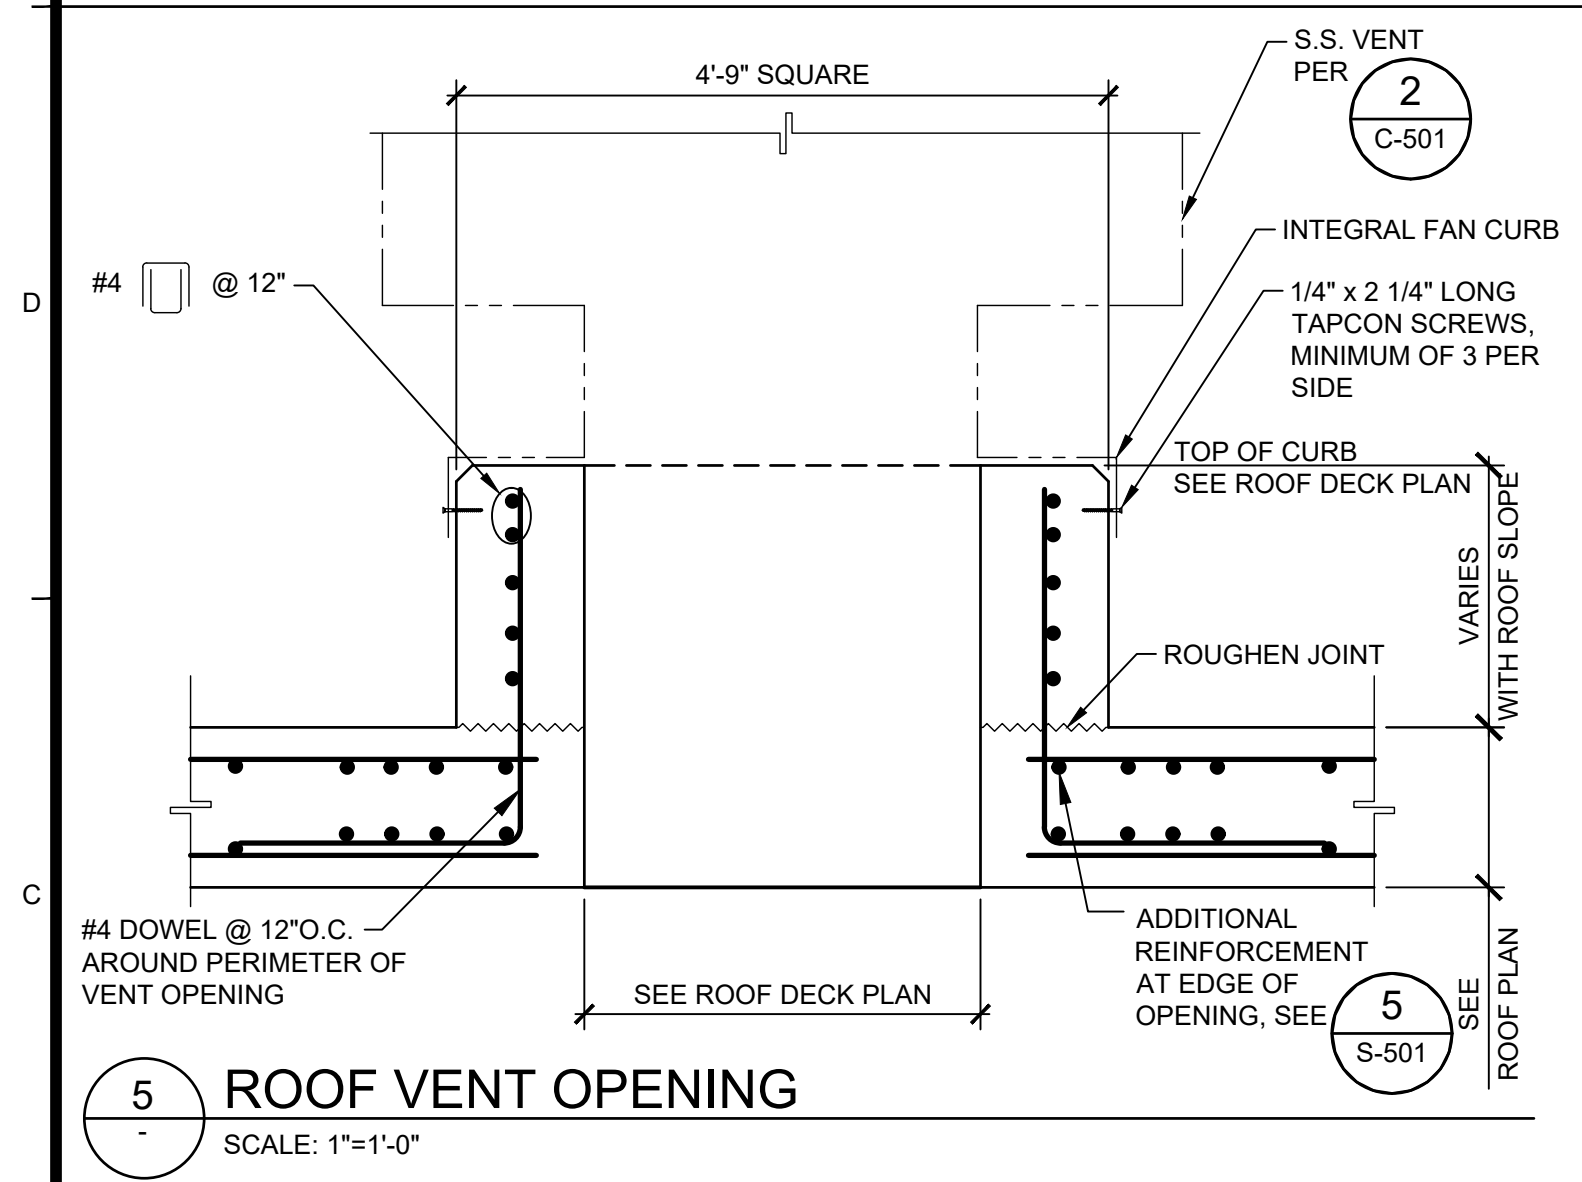 4'-9" SQUARE
S.S. VENT
PER
2
C-501
INTEGRAL FAN CURB
#4 @ 12"
1/4" x 2 1/4" LONG
TAPCON SCREWS,
MINIMUM OF 3 PER
SIDE
D
TOP OF CURB
SEE ROOF DECK PLAN
VARIES
WITH ROOF SLOPE
ROUGHEN JOINT
C
#4 DOWEL @ 12"O.C.
AROUND PERIMETER OF
VENT OPENING
SEE ROOF DECK PLAN
ADDITIONAL
REINFORCEMENT
AT EDGE OF
OPENING, SEE
5
S-501
SEE
ROOF PLAN
5
-
ROOF VENT OPENING
SCALE: 1"=1'-0"